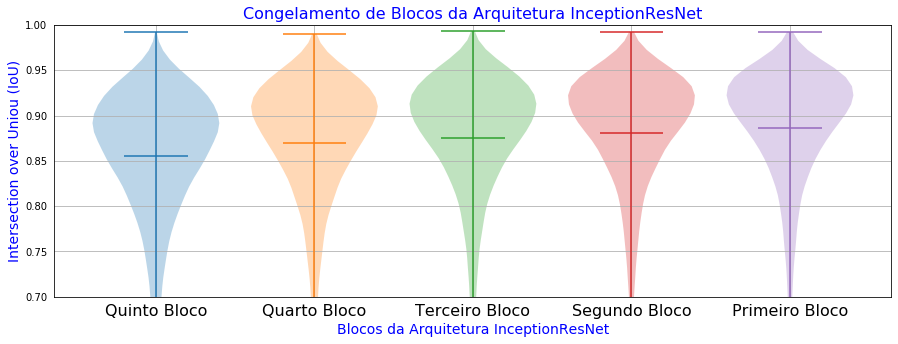 Congelamento de Blocos da Arquitetura InceptionResNet
Intersection over Uniou (IoU)
1.00
0.95
0.90
0.85
0.80
0.75
0.70
Quinto Bloco Quarto Bloco Terceiro Bloco Segundo Bloco Primeiro Bloco
Blocos da Arquitetura InceptionResNet